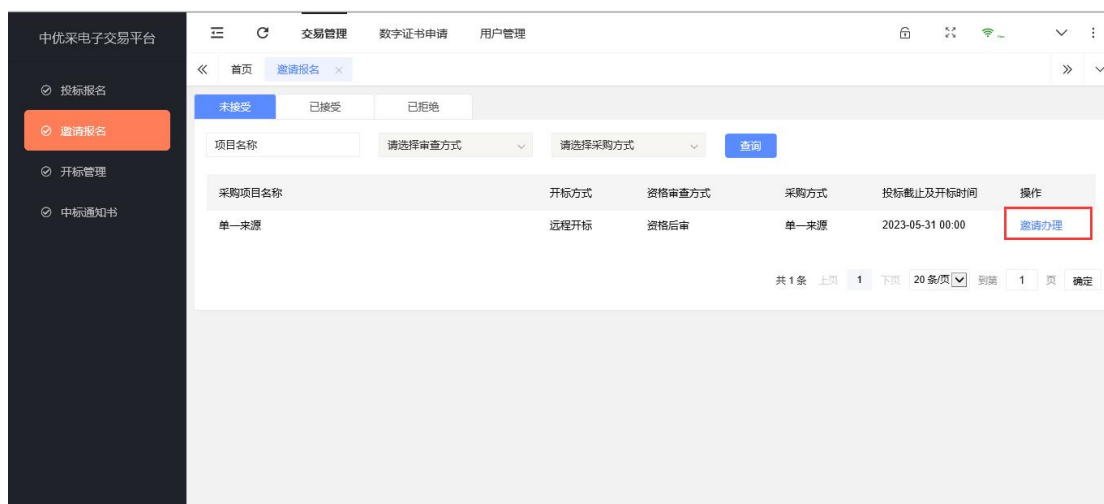 中优采电子交易平台
交易管理 数字证书申请 用户管理
首页 邀请报名 ×
投标报名
邀请报名
开标管理
中标通知书
未接受 已接受 已拒绝
项目名称 请选择审查方式 请选择采购方式 查询
采购项目名称 开标方式 资格审查方式 采购方式 投标截止及开标时间 操作
单一来源 远程开标 资格后审 单一来源 2023-05-31 00:00 邀请办理
共 1 条 上页 1 下页 20 条/页 到第 1 页 确定